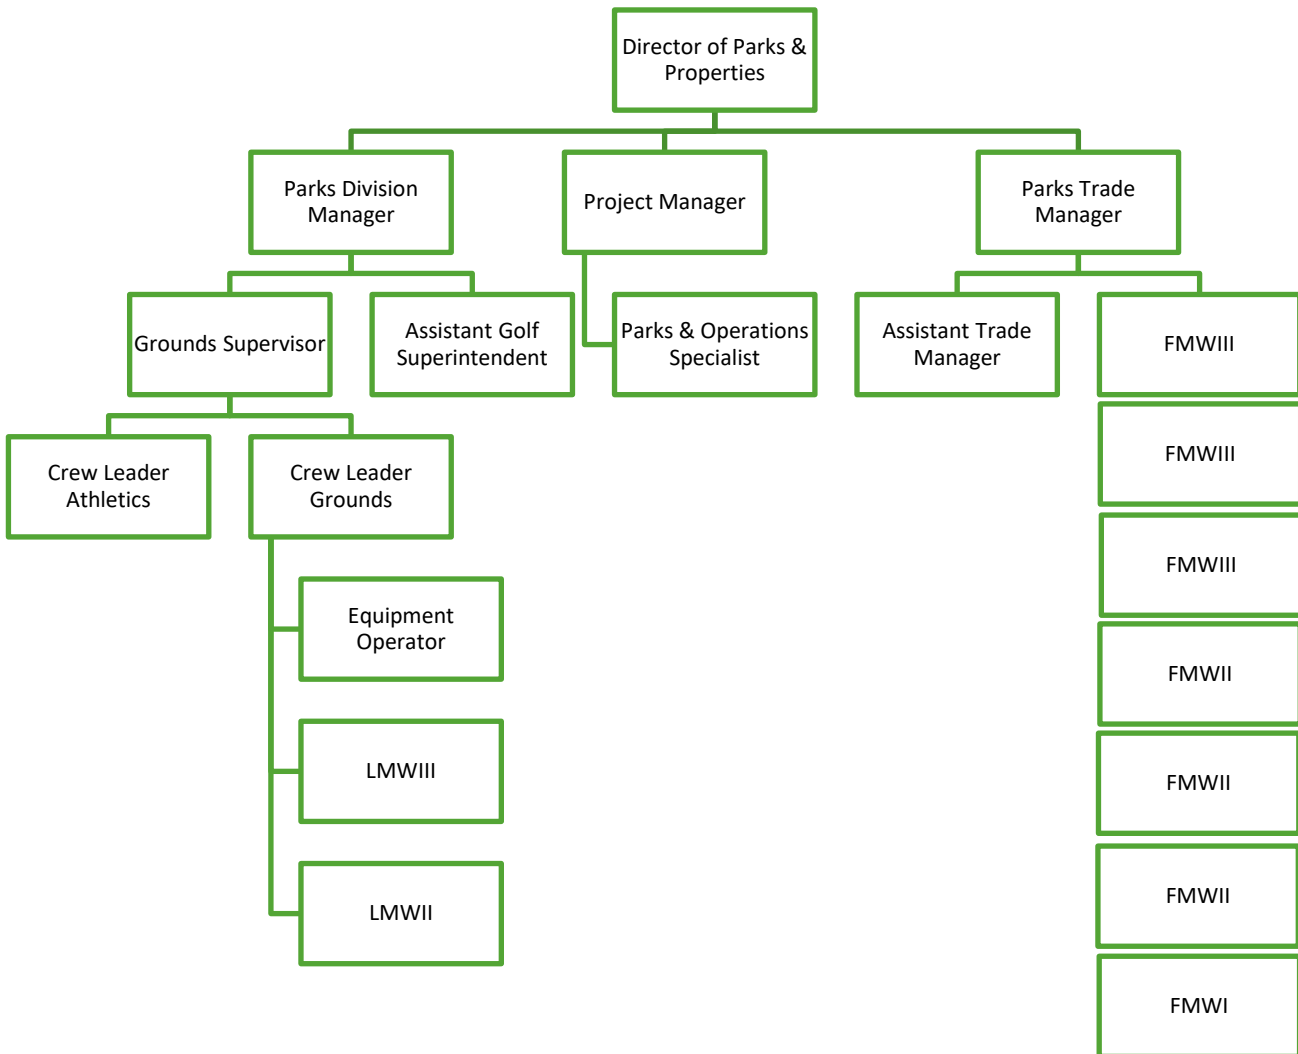 Director of Parks &
Properties
Parks Division
Manager
Project Manager
Parks Trade
Manager
Grounds Supervisor
Assistant Golf
Superintendent
Parks & Operations
Specialist
Assistant Trade
Manager
FMWIII
FMWIII
Crew Leader
Athletics
Crew Leader
Grounds
FMWIII
Equipment
Operator
FMWII
LMWIII
FMWII
LMWII
FMWII
FMWI